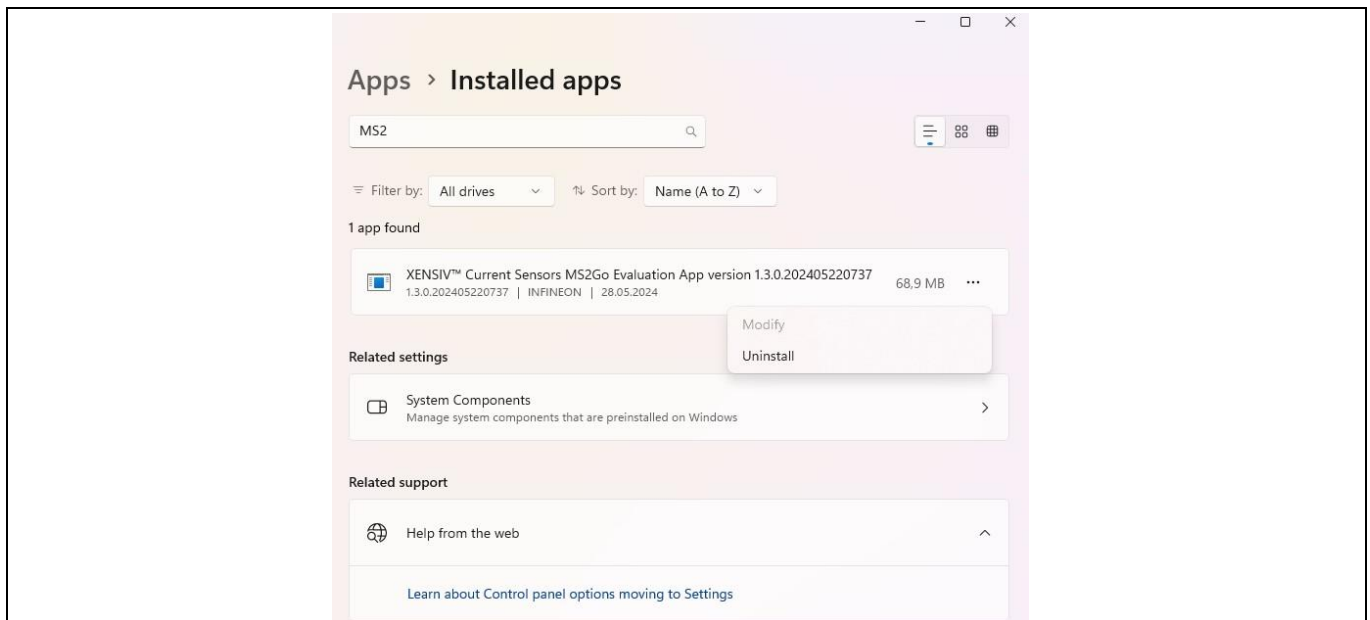 Apps > Installed apps
MS2
Filter by: All drives Sort by: Name (A to Z)
1 app found
XENSIV™ Current Sensors MS2Go Evaluation App version 1.3.0.202405220737 68,9 MB
1.3.0.202405220737 | INFINEON | 28.05.2024
Modify
Uninstall
Related settings
System Components
Manage system components that are preinstalled on Windows
Related support
Help from the web
Learn about Control panel options moving to Settings